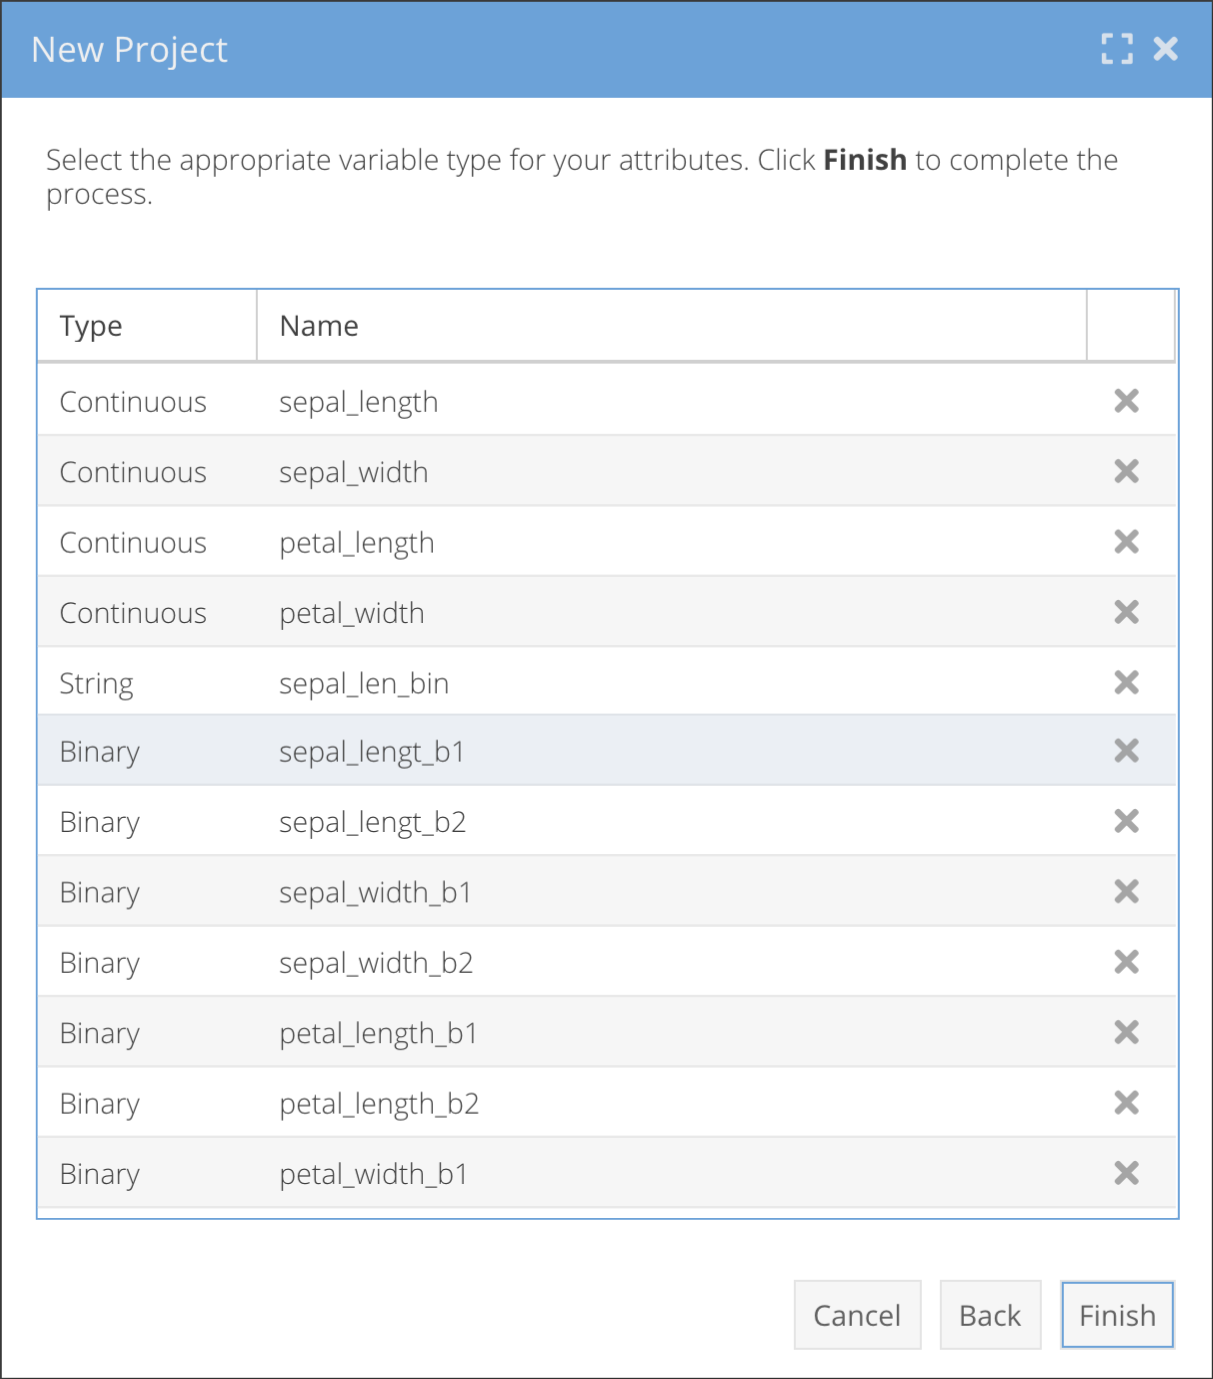 New Project
Select the appropriate variable type for your attributes. Click Finish to complete the
process.
Type Name
Continuous sepal_length
Continuous sepal_width
Continuous petal_length
Continuous petal_width
String sepal_len_bin
Binary sepal_lengt_b1
Binary sepal_lengt_b2
Binary sepal_width_b1
Binary sepal_width_b2
Binary petal_length_b1
Binary petal_length_b2
Binary petal_width_b1
Cancel Back Finish